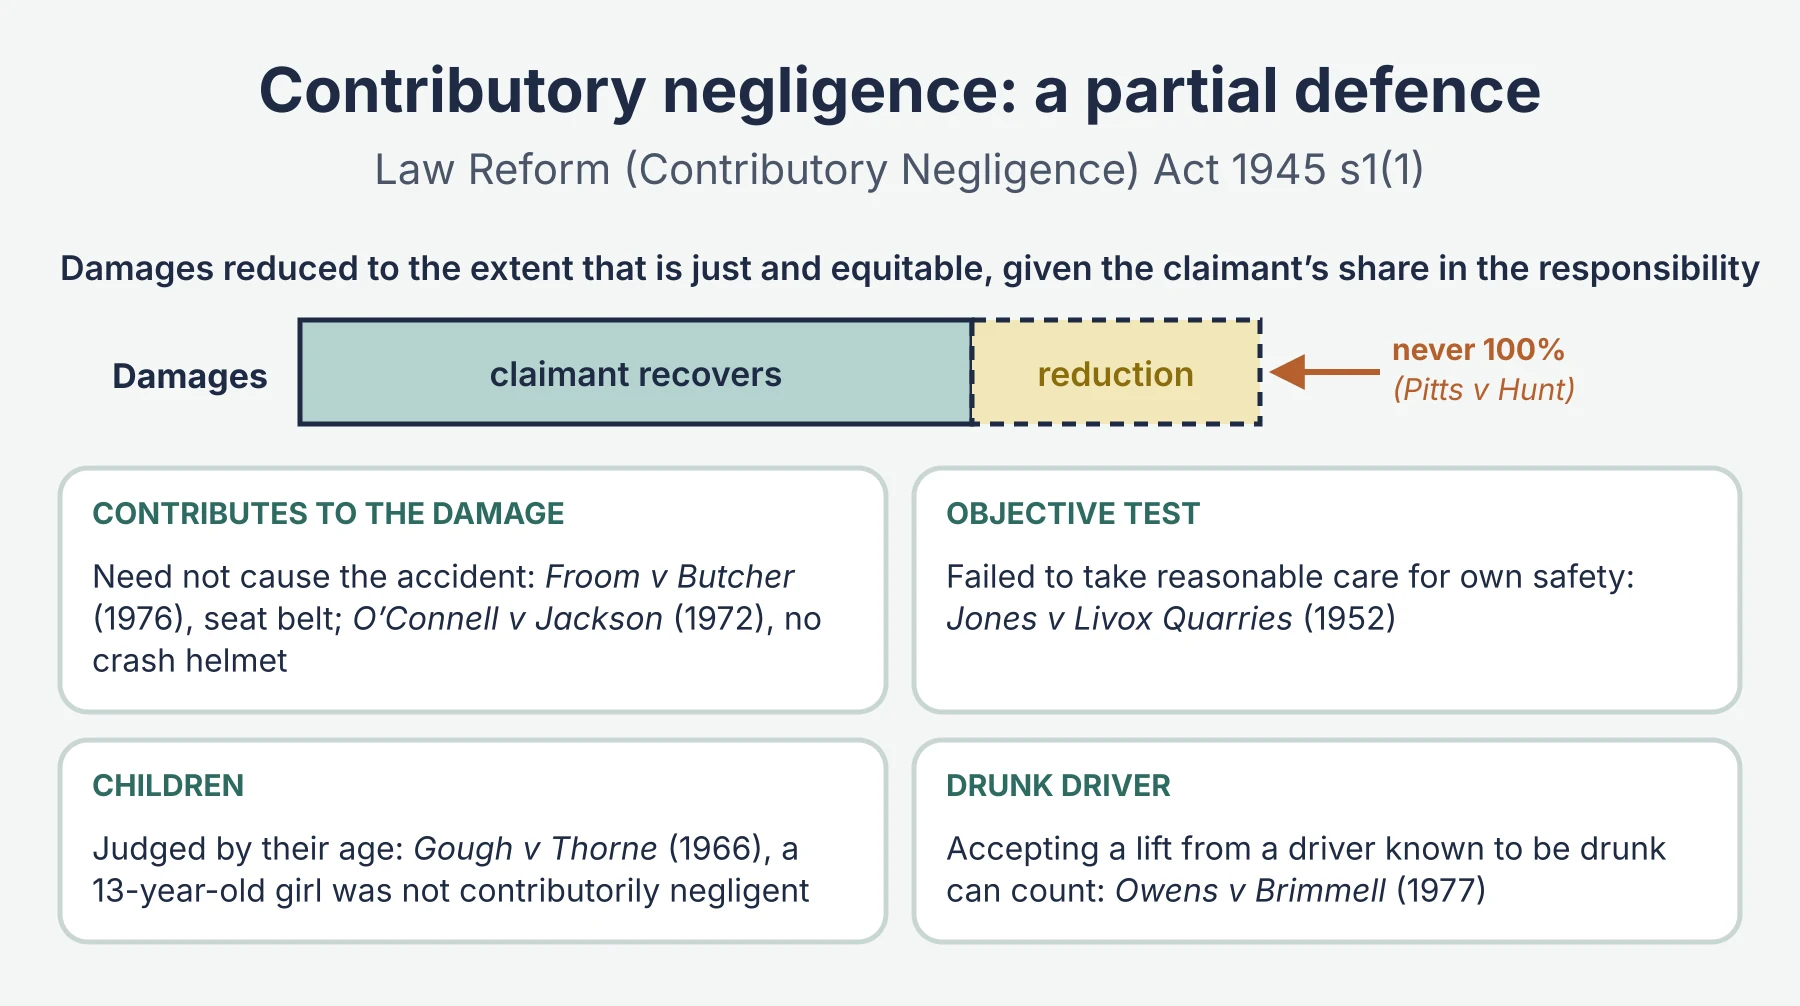 Contributory negligence: a partial defence
Law Reform (Contributory Negligence) Act 1945 s1(1)
Damages reduced to the extent that is just and equitable, given the claimant’s share in the responsibility
Damages
claimant recovers
reduction
never 100%
(Pitts v Hunt)
CONTRIBUTES TO THE DAMAGE
Need not cause the accident: Froom v Butcher
(1976), seat belt; O’Connell v Jackson (1972), no
crash helmet
OBJECTIVE TEST
Failed to take reasonable care for own safety:
Jones v Livox Quarries (1952)
CHILDREN
Judged by their age: Gough v Thorne (1966), a
13-year-old girl was not contributorily negligent
DRUNK DRIVER
Accepting a lift from a driver known to be drunk
can count: Owens v Brimmell (1977)